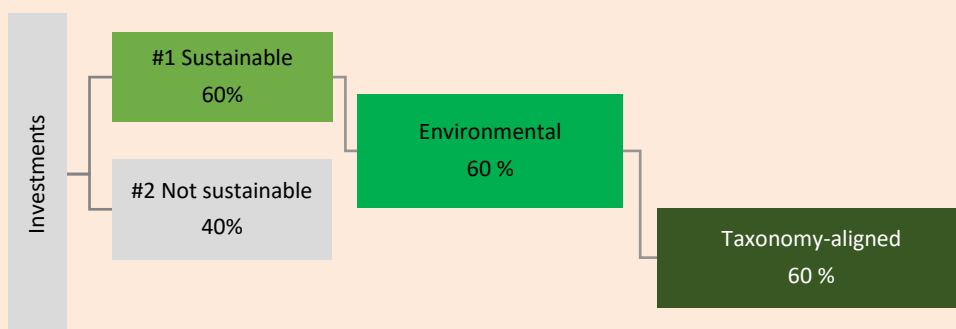 Investments
#1 Sustainable
60%
#2 Not sustainable
40%
Environmental
60 %
Taxonomy-aligned
60 %